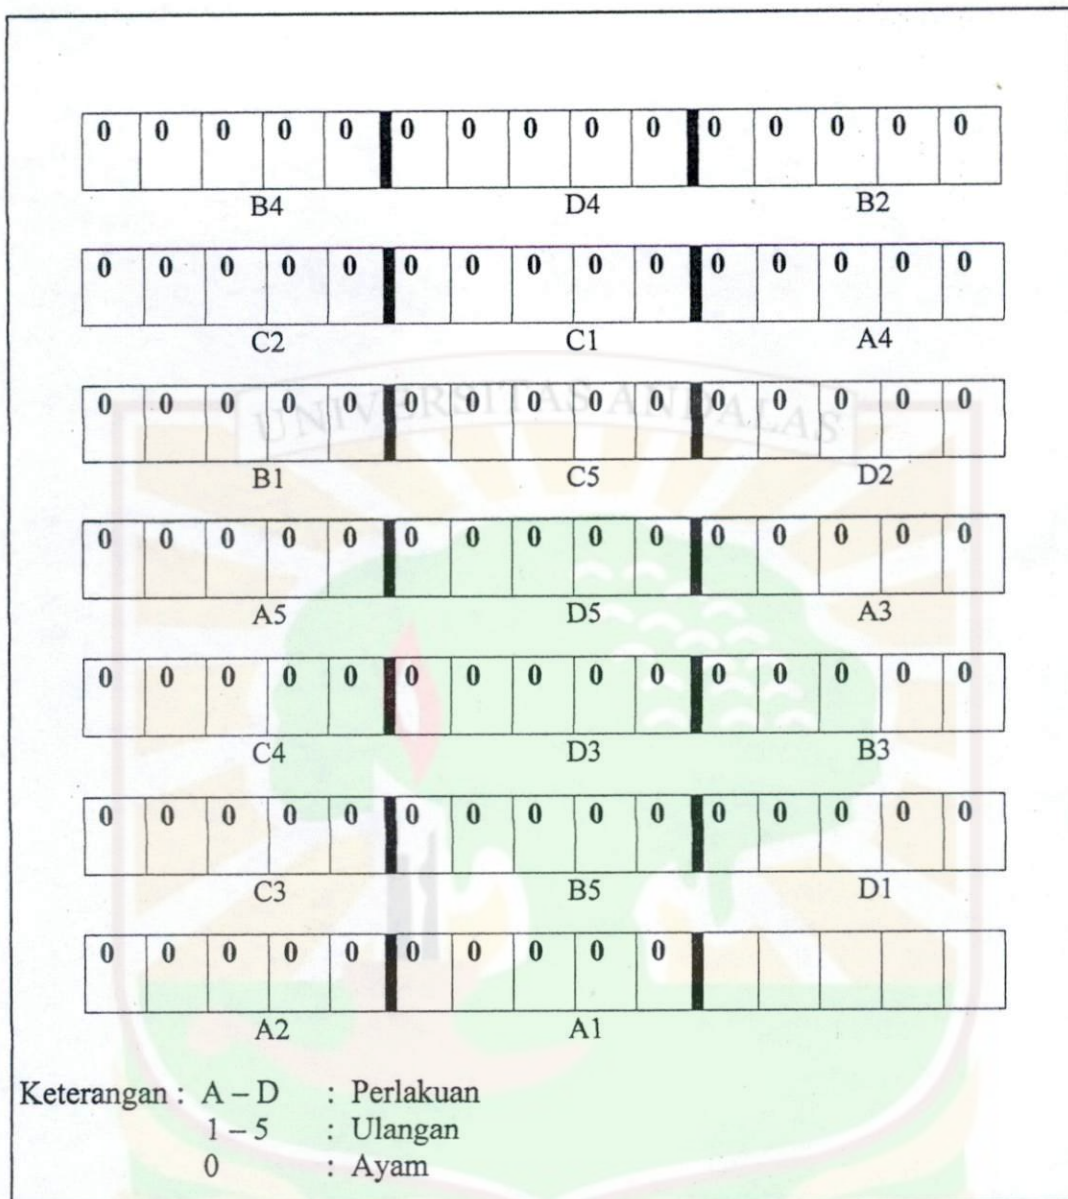 0 0 0 0 0 0 0 0 0 0 0 0 0 0 0
B4 D4 B2
0 0 0 0 0 0 0 0 0 0 0 0 0 0 0
C2 C1 A4
UNIVERSITAS ANDALAS
0 0 0 0 0 0 0 0 0 0 0 0 0 0 0
B1 C5 D2
0 0 0 0 0 0 0 0 0 0 0 0 0 0 0
A5 D5 A3
0 0 0 0 0 0 0 0 0 0 0 0 0 0 0
C4 D3 B3
0 0 0 0 0 0 0 0 0 0 0 0 0 0 0
C3 B5 D1
0 0 0 0 0 0 0 0 0 0
A2 A1
Keterangan : A – D : Perlakuan
1 – 5 : Ulangan
0 : Ayam